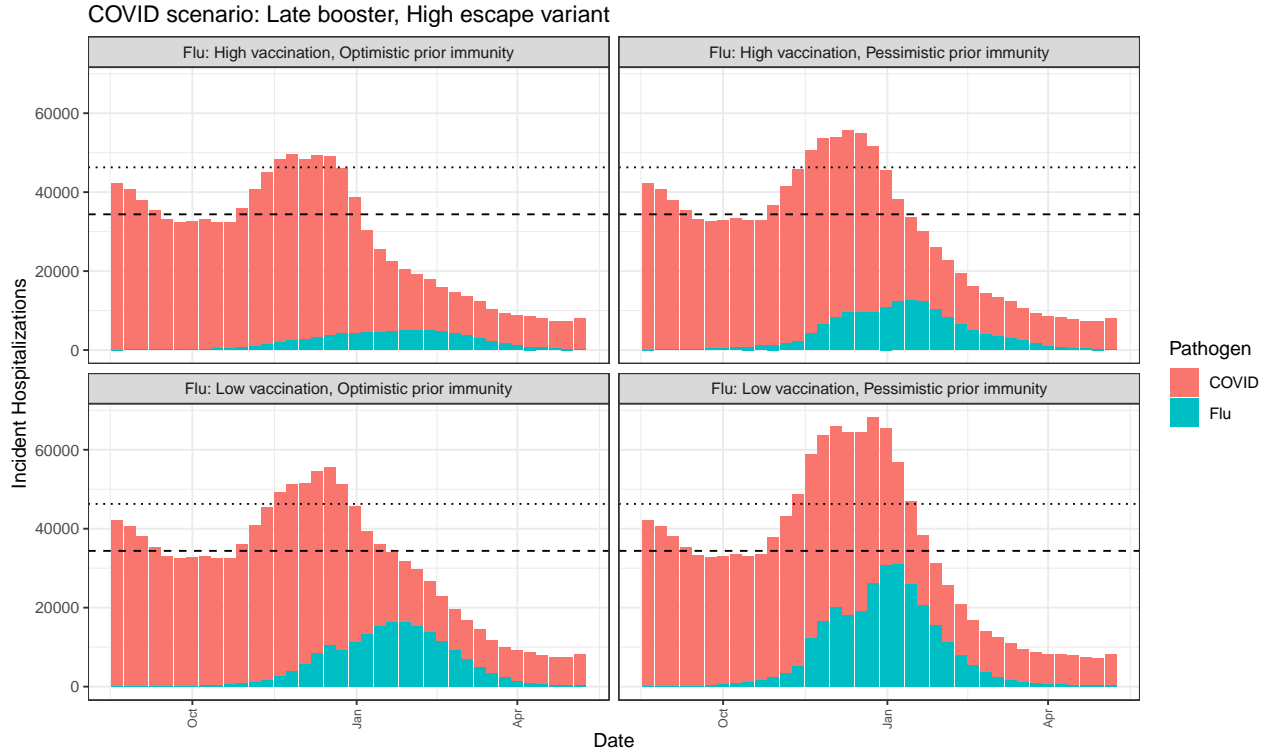 COVID scenario: Late booster, High escape variant
Flu: High vaccination, Optimistic prior immunity
Flu: High vaccination, Pessimistic prior immunity
60000
40000
20000
0
Flu: Low vaccination, Optimistic prior immunity
Flu: Low vaccination, Pessimistic prior immunity
60000
40000
20000
0
Incident Hospitalizations
Oct
Jan
Apr
Oct
Jan
Apr
Date
Pathogen
COVID
Flu